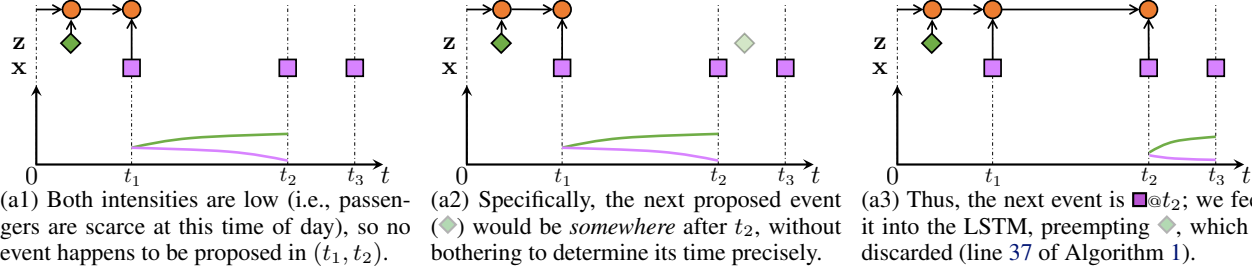 z
x
0 t₁ t₂ t₃ t
(a1) Both intensities are low (i.e., passen-
gers are scarce at this time of day), so no
event happens to be proposed in (t₁, t₂).
z
x
0 t₁ t₂ t₃ t
(a2) Specifically, the next proposed event
() would be somewhere after t₂, without
bothering to determine its time precisely.
z
x
0 t₁ t₂ t₃ t
(a3) Thus, the next event is @t₂; we
it into the LSTM, preempting , which
discarded (line 37 of Algorithm 1).